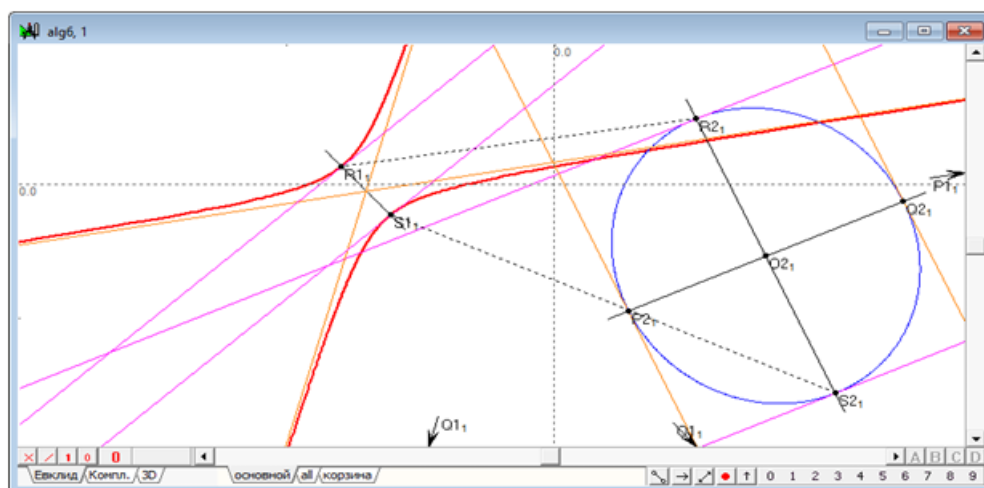 alg6, 1
0.0
R2₁
P1₁
R1₁
0.0
Q2₁
S1₁
O2₁
P2₁
S2₁
Q1₁
Q1₁
× / 1 0 0
A B C D
Евклид Компл. 3D
основной all корзина
0 1 2 3 4 5 6 7 8 9